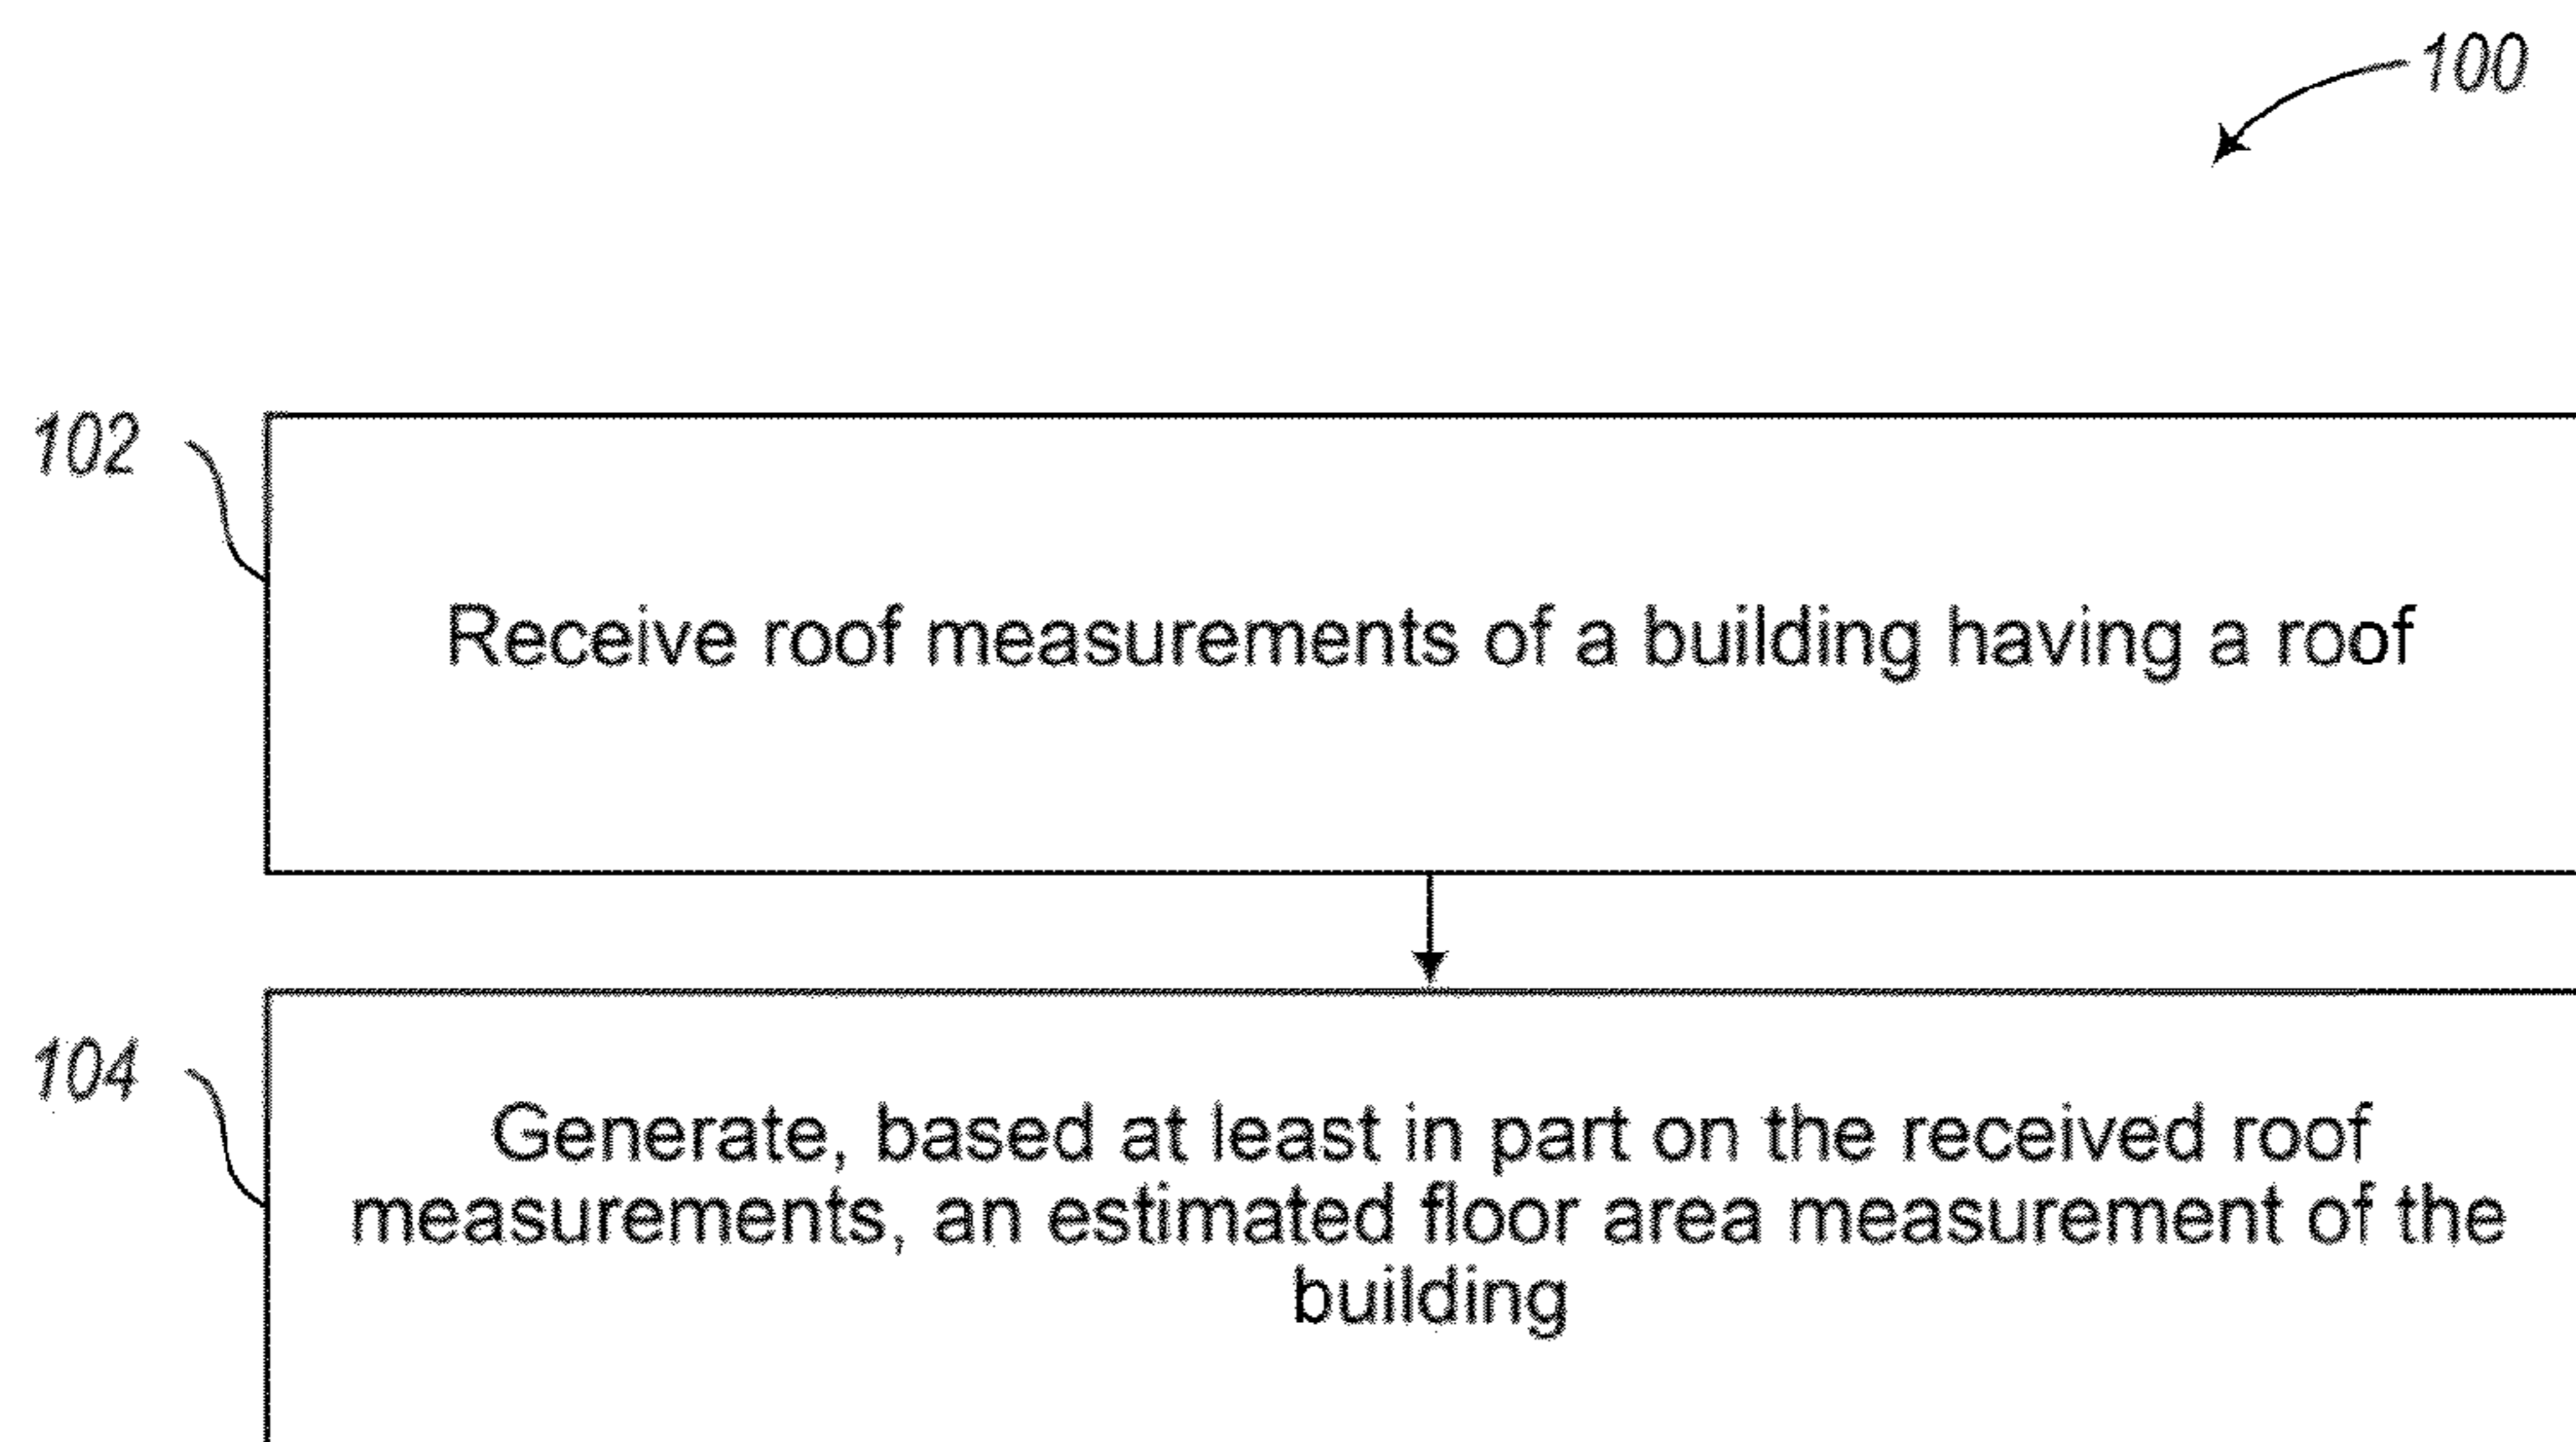 100
102
Receive roof measurements of a building having a roof
104
Generate, based at least in part on the received roof
measurements, an estimated floor area measurement of the
building